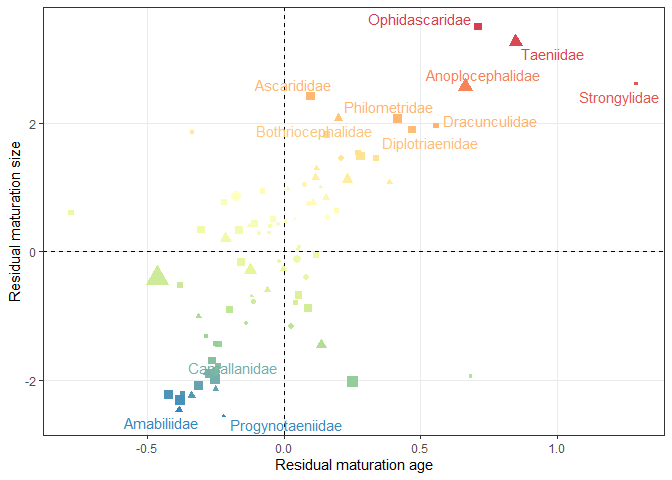 Ophidascaridae
Taeniidae
Anoplocephalidae
Strongylidae
Ascarididae
Philometridae
Dracunculidae
Bothriocephalidae
Diplotriaenidae
Camallanidae
Amabiliidae
Progynotaeniidae
2
0
-2
-0.5
0.0
0.5
1.0
Residual maturation age
Residual maturation size